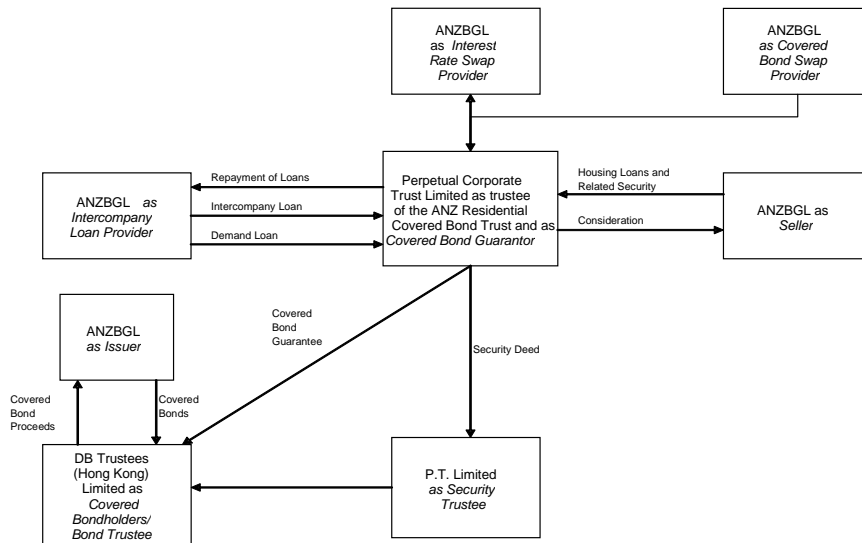 ANZBGL
as Interest
Rate Swap
Provider
ANZBGL
as Covered
Bond Swap
Provider
Repayment of Loans
Intercompany Loan
Demand Loan
ANZBGL as
Intercompany
Loan Provider
Perpetual Corporate
Trust Limited as trustee
of the ANZ Residential
Covered Bond Trust and as
Covered Bond Guarantor
Housing Loans and
Related Security
Consideration
ANZBGL as
Seller
ANZBGL
as Issuer
Covered
Bond
Guarantee
Security Deed
Covered
Bond
Proceeds
Covered
Bonds
DB Trustees
(Hong Kong)
Limited as
Covered
Bondholders/
Bond Trustee
P.T. Limited
as Security
Trustee